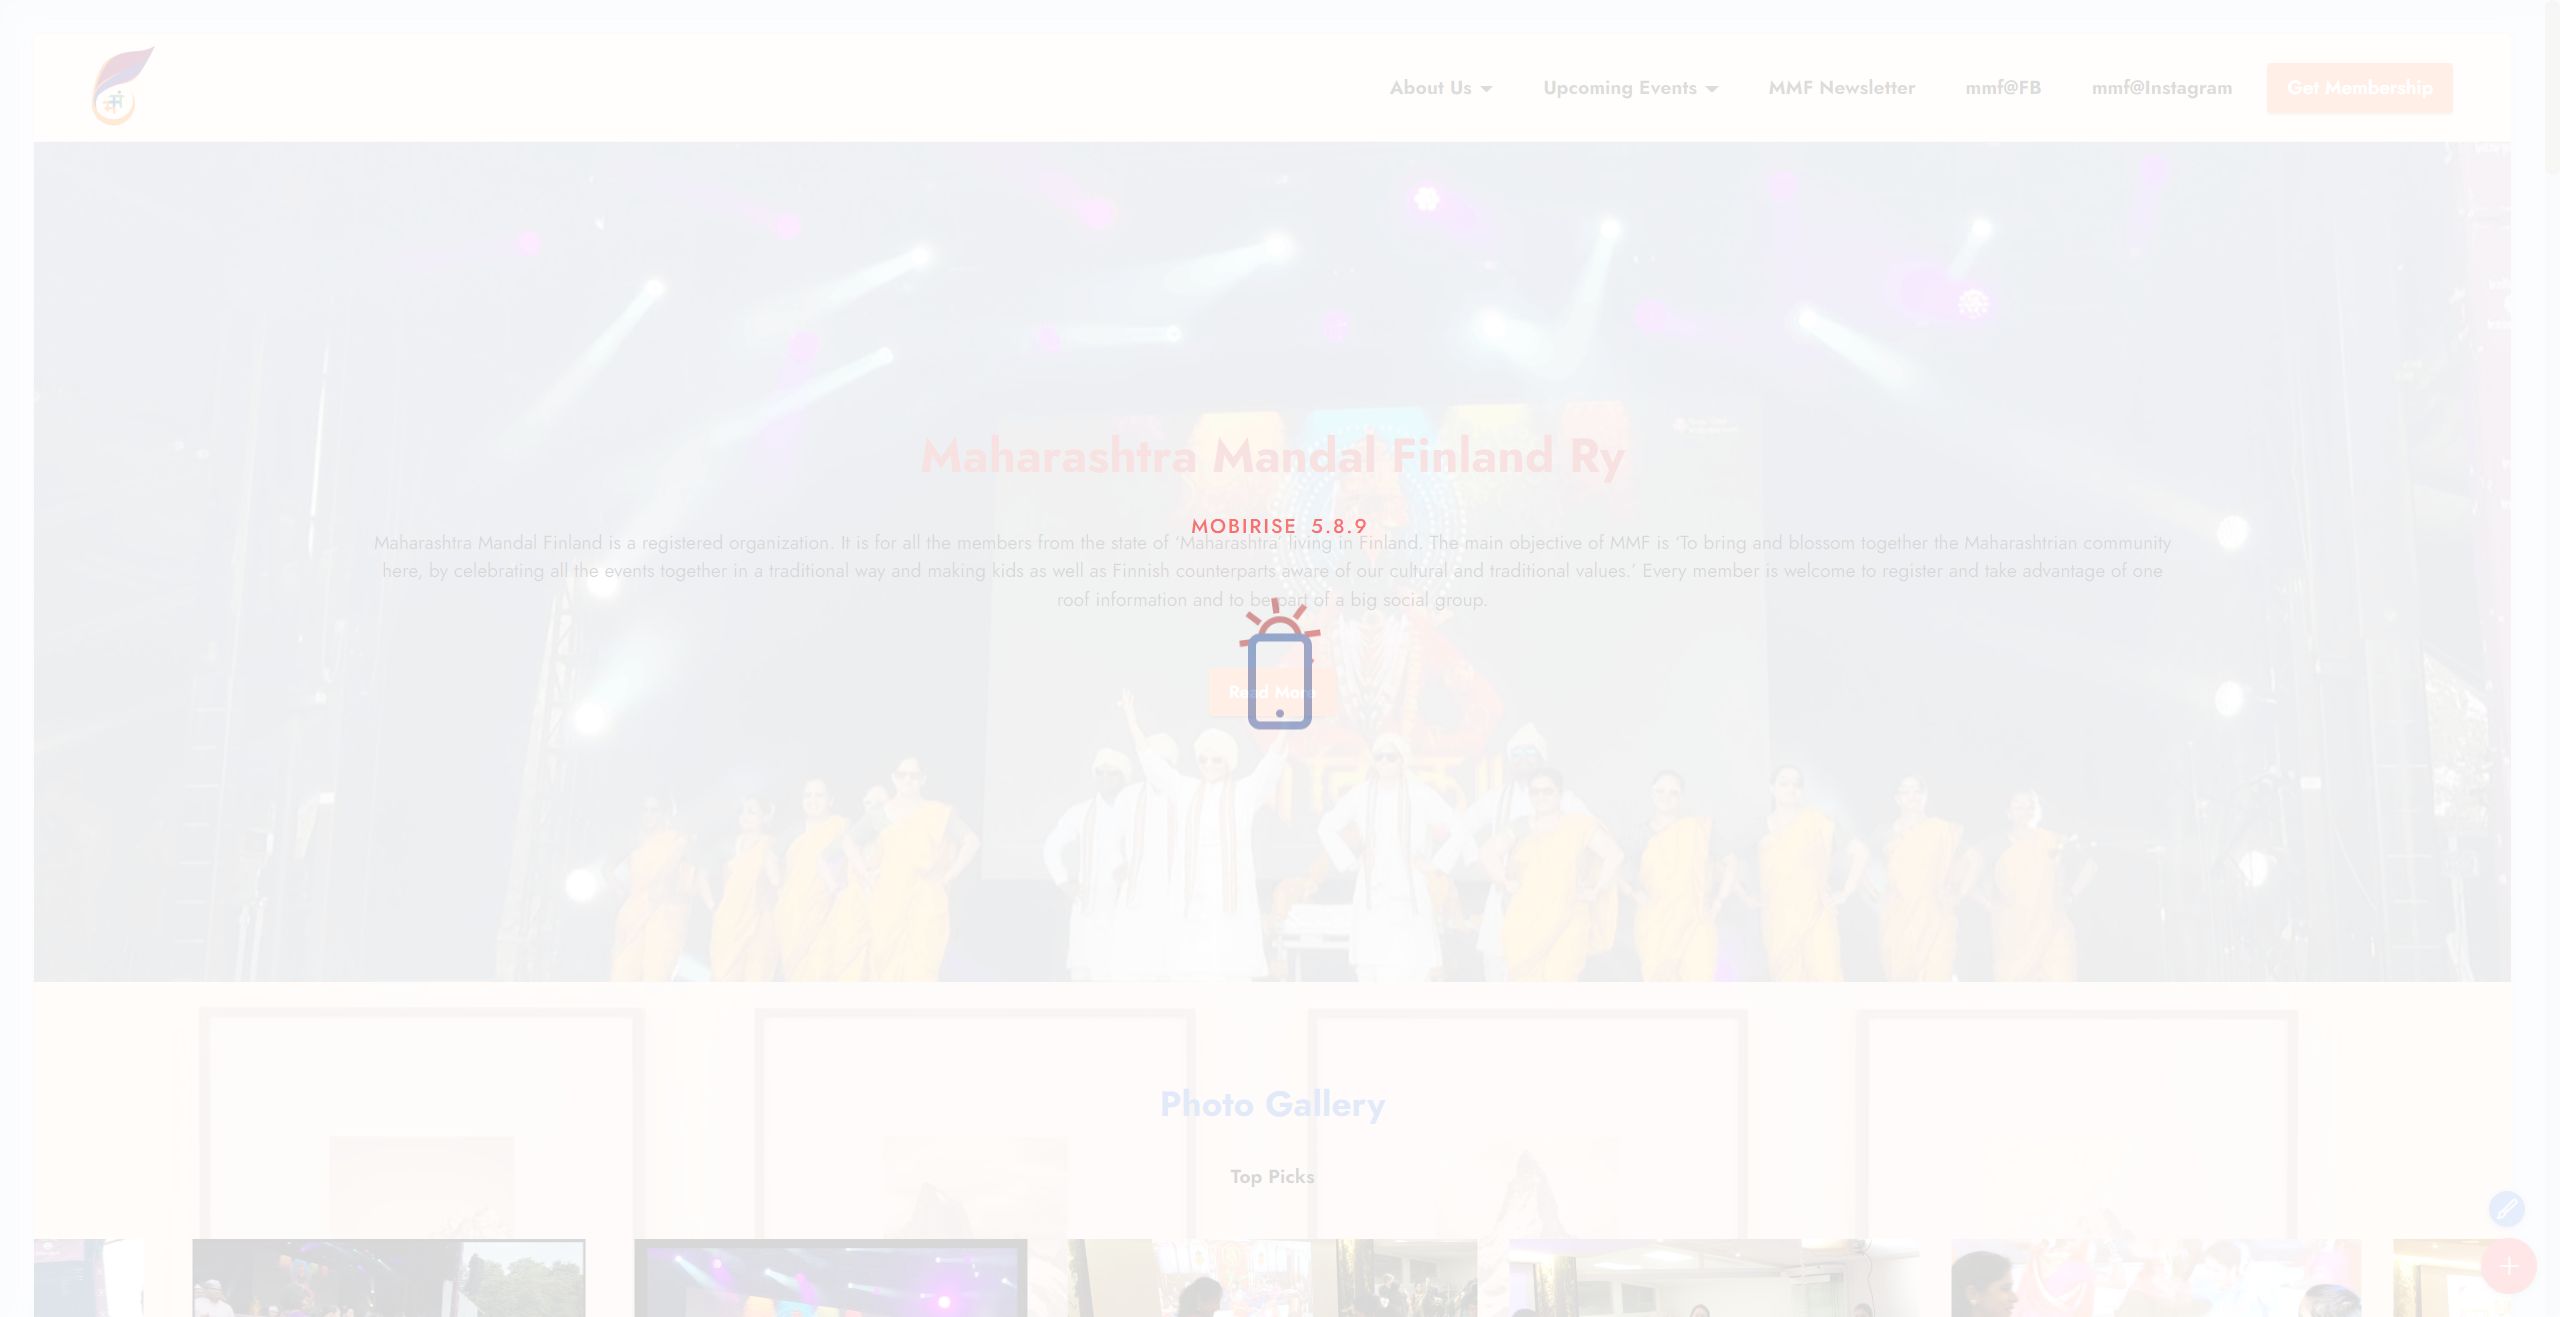 About Us
Upcoming Events
MMF Newsletter
mmf@FB
mmf@Instagram
Get Membership
Maharashtra Mandal Finland Ry
MOBIRISE 5.8.9
Maharashtra Mandal Finland is a registered organization. It is for all the members from the state of ‘Maharashtra’ living in Finland. The main objective of MMF is ‘To bring and blossom together the Maharashtrian community
here, by celebrating all the events together in a traditional way and making kids as well as Finnish counterparts aware of our cultural and traditional values.’ Every member is welcome to register and take advantage of one
roof information and to be part of a big social group.
Read More
Photo Gallery
Top Picks